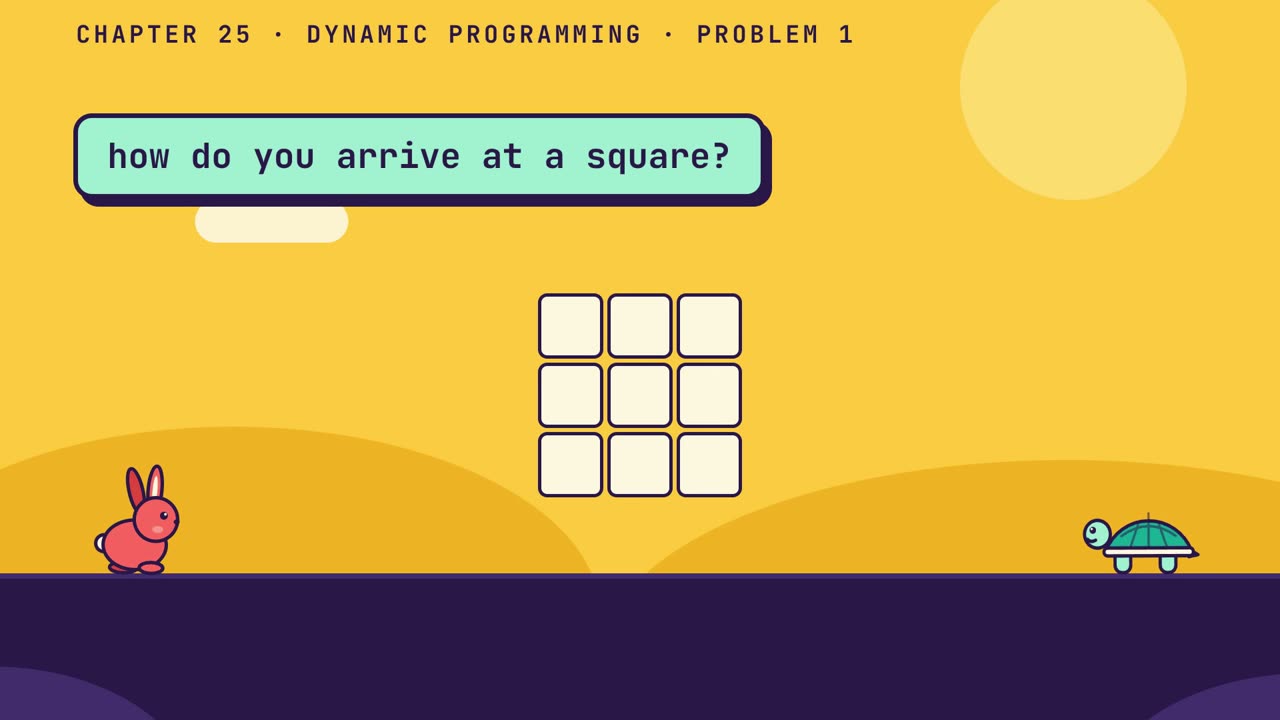 CHAPTER 25 · DYNAMIC PROGRAMMING · PROBLEM 1
how do you arrive at a square?